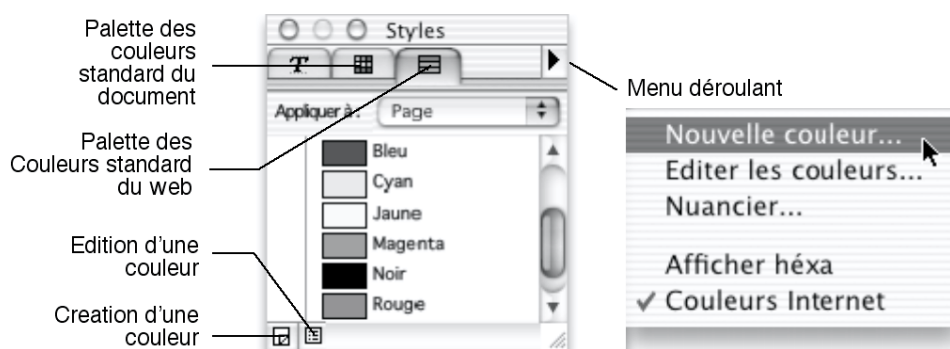 Palette des
couleurs
standard du
document
Palette des
Couleurs standard
du web
Edition d'une
couleur
Creation d'une
couleur
Styles
T
Appliquer à :
Page
Bleu
Cyan
Jaune
Magenta
Noir
Rouge
Menu déroulant
Nouvelle couleur...
Editer les couleurs...
Nuancier...
Afficher héxa
✓ Couleurs Internet